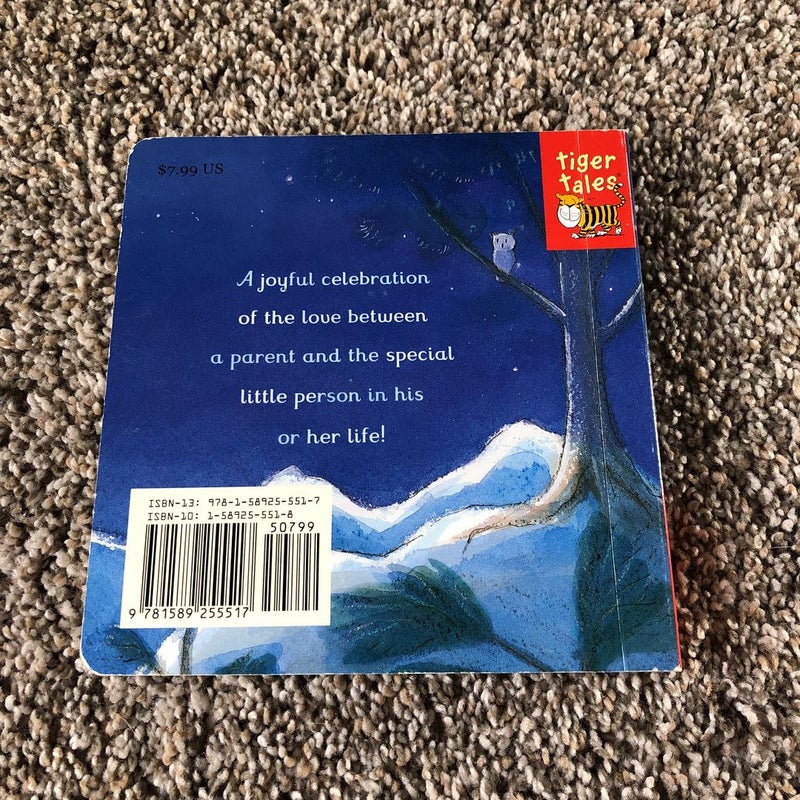 $7.99 US
tiger
tales
A joyful celebration
of the love between
a parent and the special
little person in his
or her life!
ISBN-13: 978-1-58925-551-7
ISBN-10: 1-58925-551-8
50799
9 781589 255517